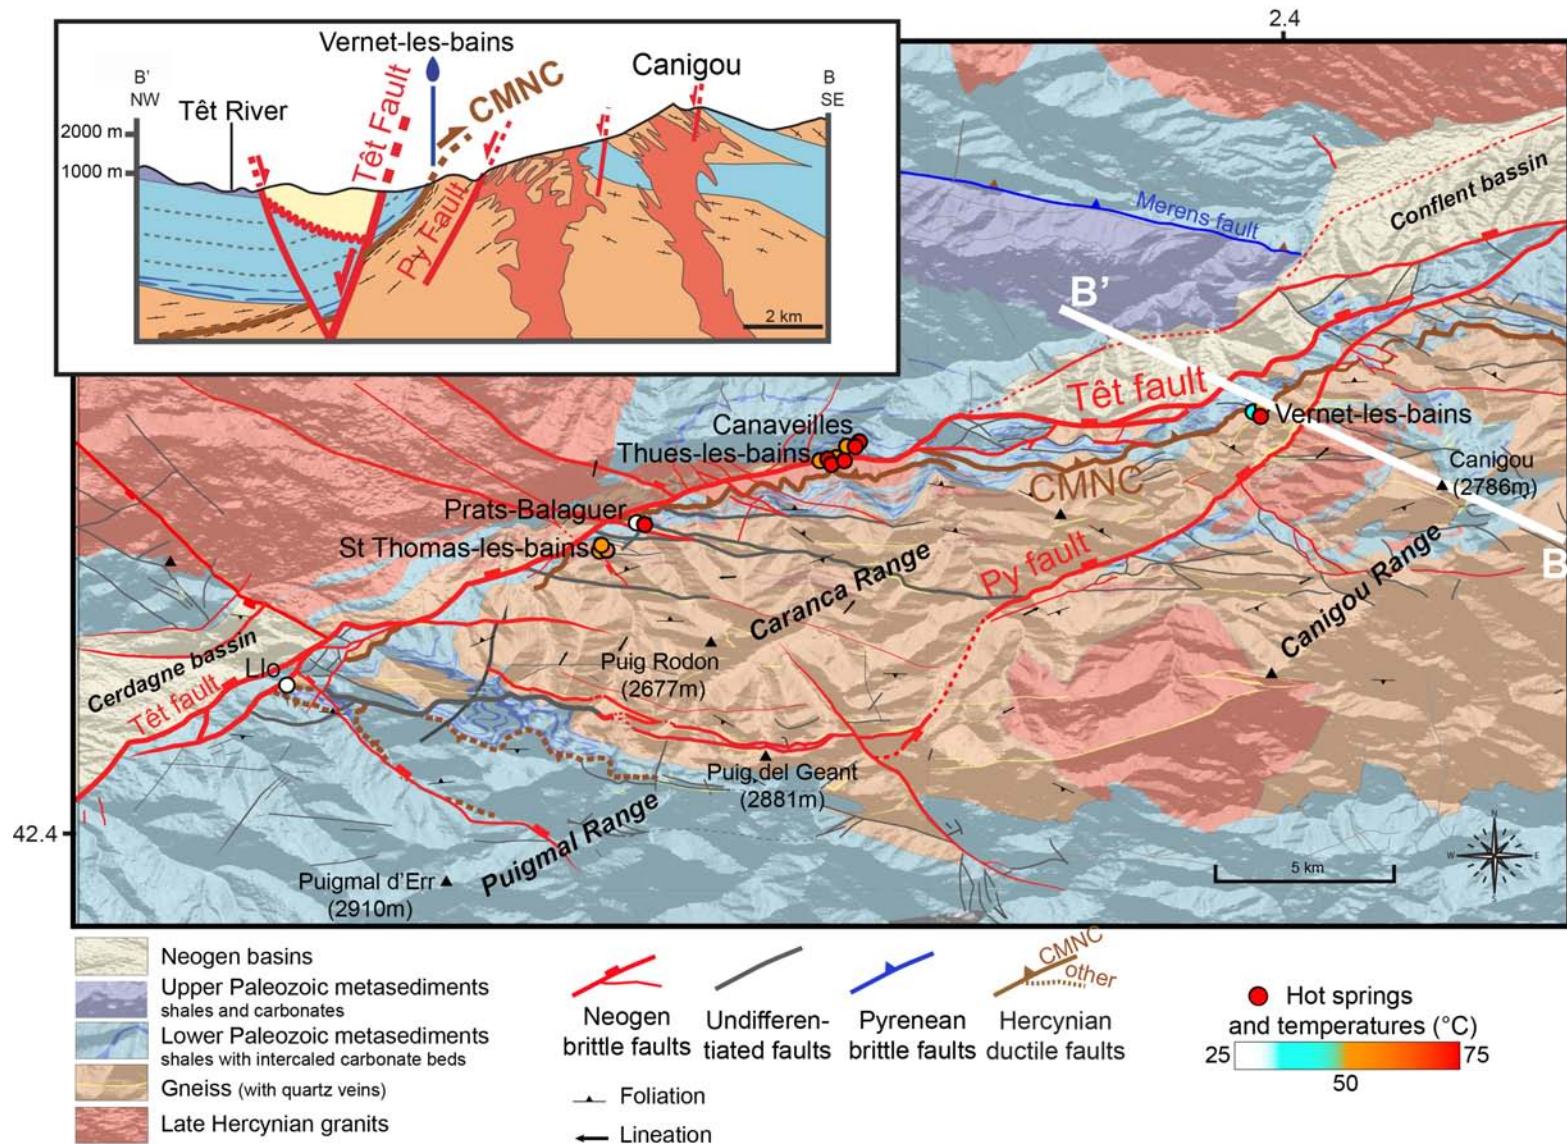 2.4
Vernet-les-bains
B'
NW
Têt River
Têt Fault
CMNC
Canigou
B
SE
2000 m
1000 m
Py Fault
2 km
Merens fault
Conflent bassin
B'
Têt fault
Canaveilles
Thues-les-bains
Vernet-les-bains
CMNC
Canigou
(2786m)
Prats-Balaguer
St Thomas-les-bains
B
Py fault
Caranca Range
Canigou Range
Cerdagne bassin
Llo
Têt fault
Puig Rodon
(2677m)
Puig del Geant
(2881m)
42.4
Puigmal Range
Puigmal d'Err
(2910m)
5 km
N
W
E
S
Neogen basins
Upper Paleozoic metasediments
shales and carbonates
Lower Paleozoic metasediments
shales with intercaled carbonate beds
Gneiss (with quartz veins)
Late Hercynian granits
Neogen
brittle faults
Undifferen-
tiated faults
Pyrenean
brittle faults
CMNC
other
Hercynian
ductile faults
Foliation
Lineation
Hot springs
and temperatures (°C)
25
75
50